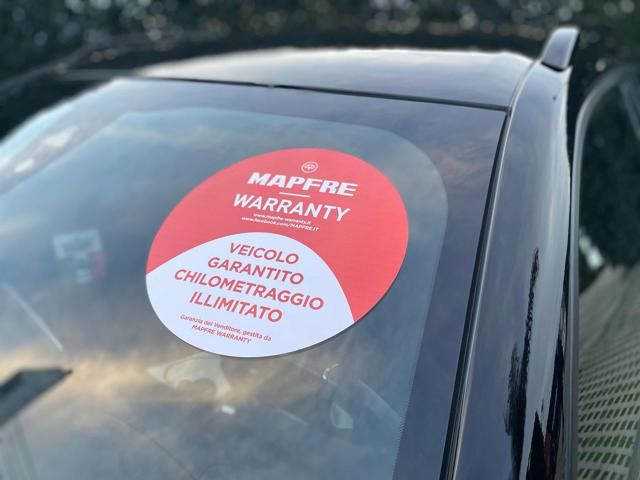 MAPFRE
WARRANTY
www.mapfre-warranty.it
www.facebook.com/MAPFRE.IT
VEICOLO
GARANTITO
CHILOMETRAGGIO
ILLIMITATO
Garanzia del Venditore, gestita da
MAPFRE WARRANTY